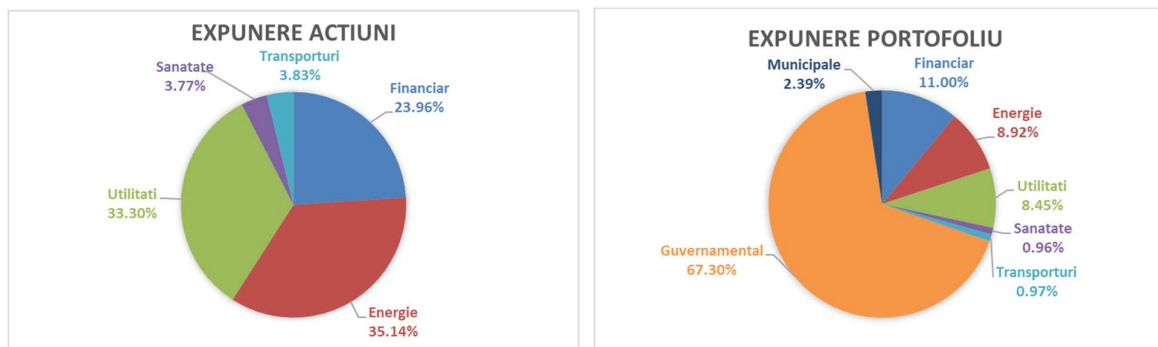 EXPUNERE ACTIUNI
Transporturi
3.83%
Sanatate
3.77%
Financiar
23.96%
Utilitati
33.30%
Energie
35.14%
EXPUNERE PORTOFOLIU
Municipale
2.39%
Financiar
11.00%
Energie
8.92%
Utilitati
8.45%
Sanatate
0.96%
Transporturi
0.97%
Guvernamental
67.30%